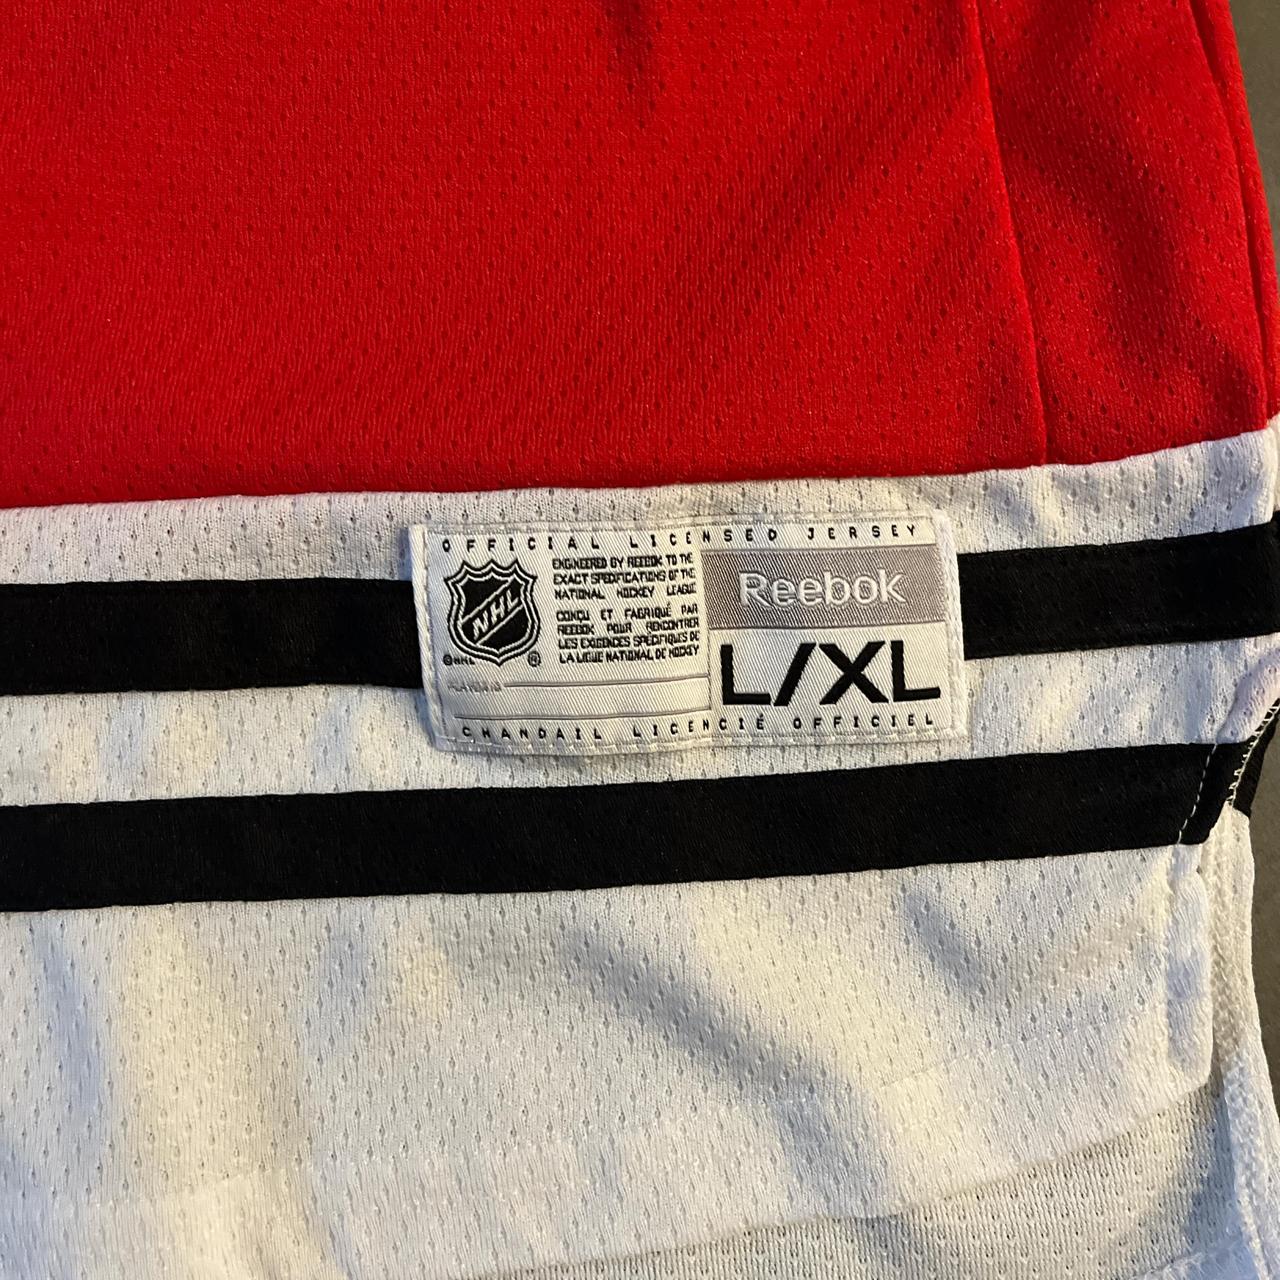 OFFICIAL LICENSED JERSEY
NHL
©NHL ®
ENGINEERED BY REEBOK TO THE
EXACT SPECIFICATIONS OF THE
NATIONAL HOCKEY LEAGUE
CONÇU ET FABRIQUÉ PAR
REEBOK POUR RENCONTRER
LES EXIGENCES SPÉCIFIQUES DE
LA LIGUE NATIONAL DE HOCKEY
Reebok
L/XL
CHANDAIL LICENCIÉ OFFICIEL